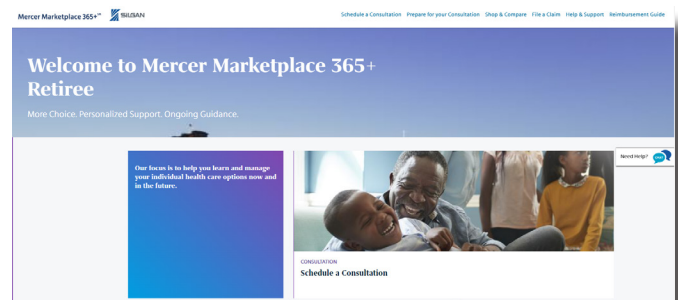 Mercer Marketplace 365+℠
Schedule a Consultation Prepare for your Consultation Shop & Compare File a Claim Help & Support Reimbursement Guide
Welcome to Mercer Marketplace 365+
Retiree
More Choice. Personalized Support. Ongoing Guidance.
Need Help?
Our focus is to help you learn and manage
your individual health care options now and
in the future.
CONSULTATION
Schedule a Consultation